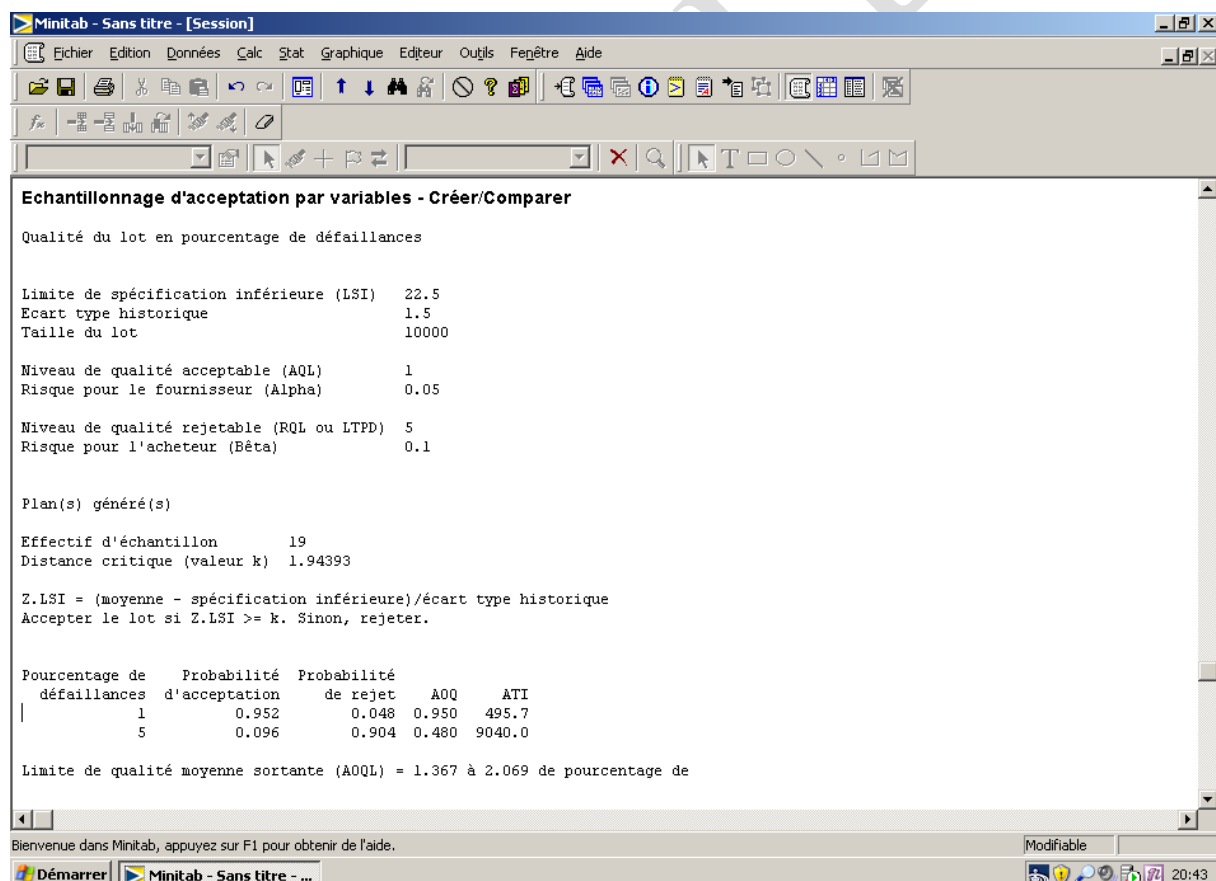 Minitab - Sans titre - [Session]
Fichier Edition Données Calc Stat Graphique Editeur Outils Fenêtre Aide
Echantillonnage d'acceptation par variables - Créer/Comparer
Qualité du lot en pourcentage de défaillances
Limite de spécification inférieure (LSI) 22.5
Ecart type historique 1.5
Taille du lot 10000
Niveau de qualité acceptable (AQL) 1
Risque pour le fournisseur (Alpha) 0.05
Niveau de qualité rejetable (RQL ou LTPD) 5
Risque pour l'acheteur (Bêta) 0.1
Plan(s) généré(s)
Effectif d'échantillon 19
Distance critique (valeur k) 1.94393
Z.LSI = (moyenne - spécification inférieure)/écart type historique
Accepter le lot si Z.LSI >= k. Sinon, rejeter.
Pourcentage de Probabilité Probabilité
défaillances d'acceptation de rejet AOQ ATI
1 0.952 0.048 0.950 495.7
5 0.096 0.904 0.480 9040.0
Limite de qualité moyenne sortante (AOQL) = 1.367 à 2.069 de pourcentage de
Bienvenue dans Minitab, appuyez sur F1 pour obtenir de l'aide.
Modifiable
Démarrer
Minitab - Sans titre - ...
20:43